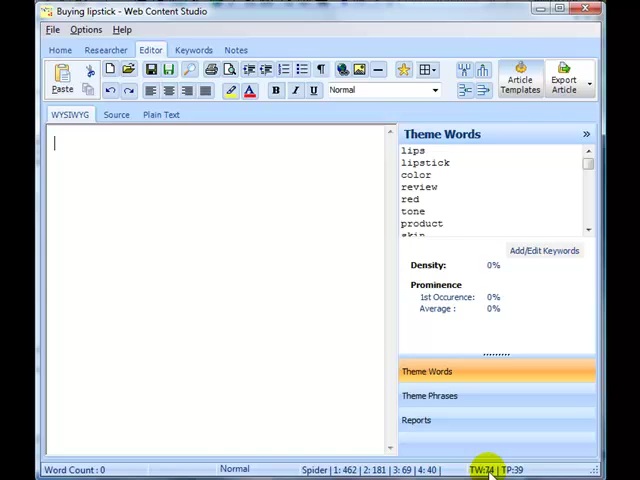 Buying lipstick - Web Content Studio
File Options Help
Home Researcher Editor Keywords Notes
Paste
B I U Normal
Article Templates
Export Article
WYSIWYG Source Plain Text
Theme Words »
lips
lipstick
color
review
red
tone
product
skin
Add/Edit Keywords
Density: 0%
Prominence
1st Occurence: 0%
Average : 0%
Theme Words
Theme Phrases
Reports
Word Count : 0 Normal Spider | 1: 462 | 2: 181 | 3: 69 | 4: 40 | TW:74 | TP:39